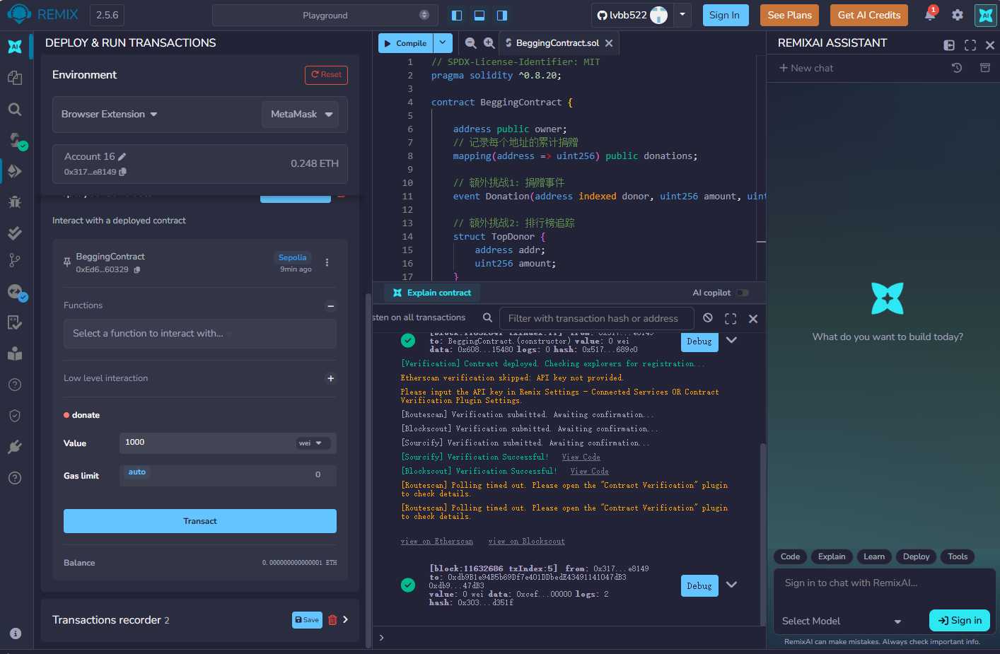 REMIX
2.5.6
Playground
lvbb522
Sign In
See Plans
Get AI Credits
1
AI
AI
DEPLOY & RUN TRANSACTIONS
Environment
Reset
Browser Extension
MetaMask
Account 16
0x317...e8149
0.248 ETH
Interact with a deployed contract
BeggingContract
Sepolia
0xEd6...60329
9min ago
Functions
Select a function to interact with...
Low level interaction
donate
Value
1000
wei
Gas limit
auto
0
Transact
Balance
0.000000000000001 ETH
Transactions recorder 2
Save
Compile
BeggingContract.sol
1 // SPDX-License-Identifier: MIT
2 pragma solidity ^0.8.20;
3
4 contract BeggingContract {
5
6 address public owner;
7 // 记录每个地址的累计捐赠
8 mapping(address => uint256) public donations;
9
10 // 额外挑战1: 捐赠事件
11 event Donation(address indexed donor, uint256 amount, uint
12
13 // 额外挑战2: 排行榜追踪
14 struct TopDonor {
15 address addr;
16 uint256 amount;
17 }
Explain contract
AI copilot
sten on all transactions
Filter with transaction hash or address
[block:11632641 txIndex:11] from: 0x317...e8149
to: BeggingContract.(constructor) value: 0 wei
data: 0x608...15480 logs: 0 hash: 0x517...689c0
Debug
[Verification] Contract deployed. Checking explorers for registration...
Etherscan verification skipped: API key not provided.
Please input the API key in Remix Settings – Connected Services OR Contract
Verification Plugin Settings.
[Routescan] Verification submitted. Awaiting confirmation...
[Blockscout] Verification submitted. Awaiting confirmation...
[Sourcify] Verification submitted. Awaiting confirmation...
[Sourcify] Verification Successful! View Code
[Blockscout] Verification Successful! View Code
[Routescan] Polling timed out. Please open the "Contract Verification" plugin
to check details.
[Routescan] Polling timed out. Please open the "Contract Verification" plugin
to check details.
view on Etherscan view on Blockscout
[block:11632686 txIndex:5] from: 0x317...e8149
to: 0xdb9B1e94B5b69Df7e401DDbedE43491141047dB3
0xdb9...47dB3
value: 0 wei data: 0xcef...00000 logs: 2
hash: 0x303...d351f
Debug
>
REMIXAI ASSISTANT
+ New chat
What do you want to build today?
Code
Explain
Learn
Deploy
Tools
Sign in to chat with RemixAI...
Select Model
Sign in
RemixAI can make mistakes. Always check important info.